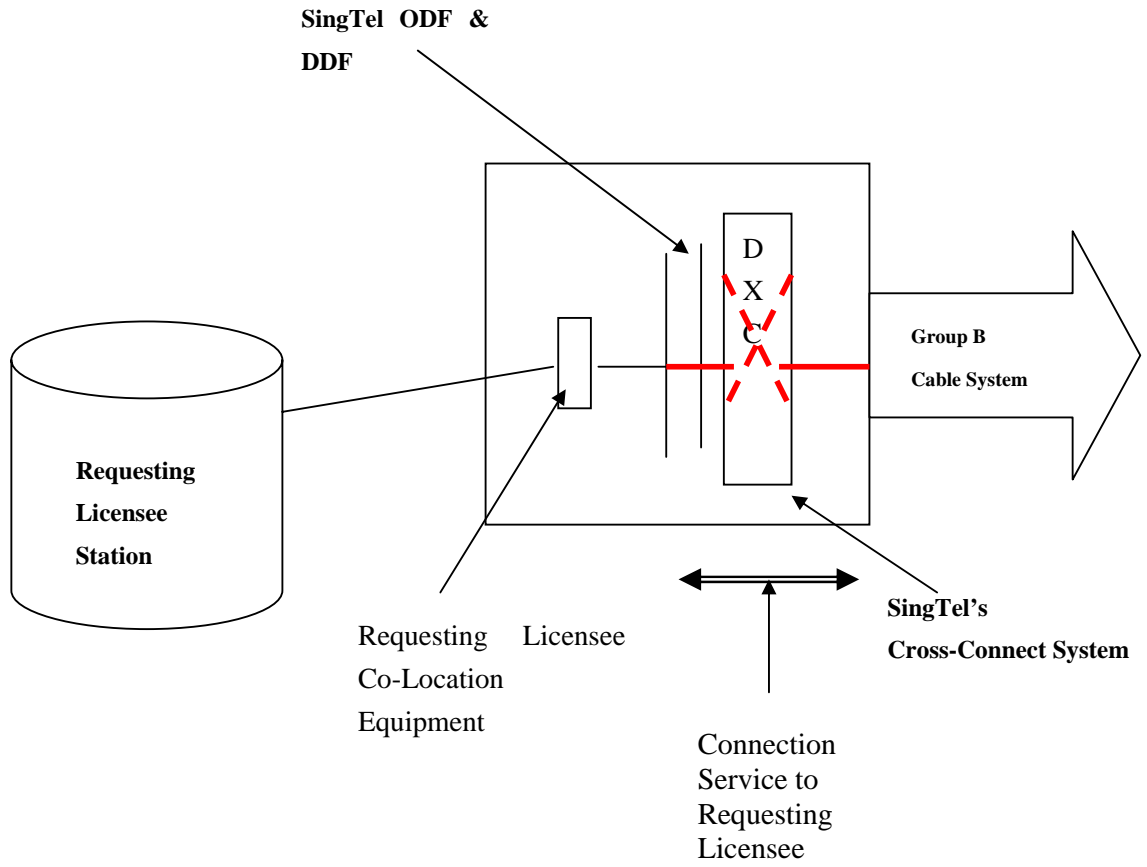 SingTel ODF &
DDF
D
X
C
Group B
Cable System
Requesting
Licensee
Station
SingTel’s
Cross-Connect System
Requesting Licensee
Co-Location
Equipment
Connection
Service to
Requesting
Licensee